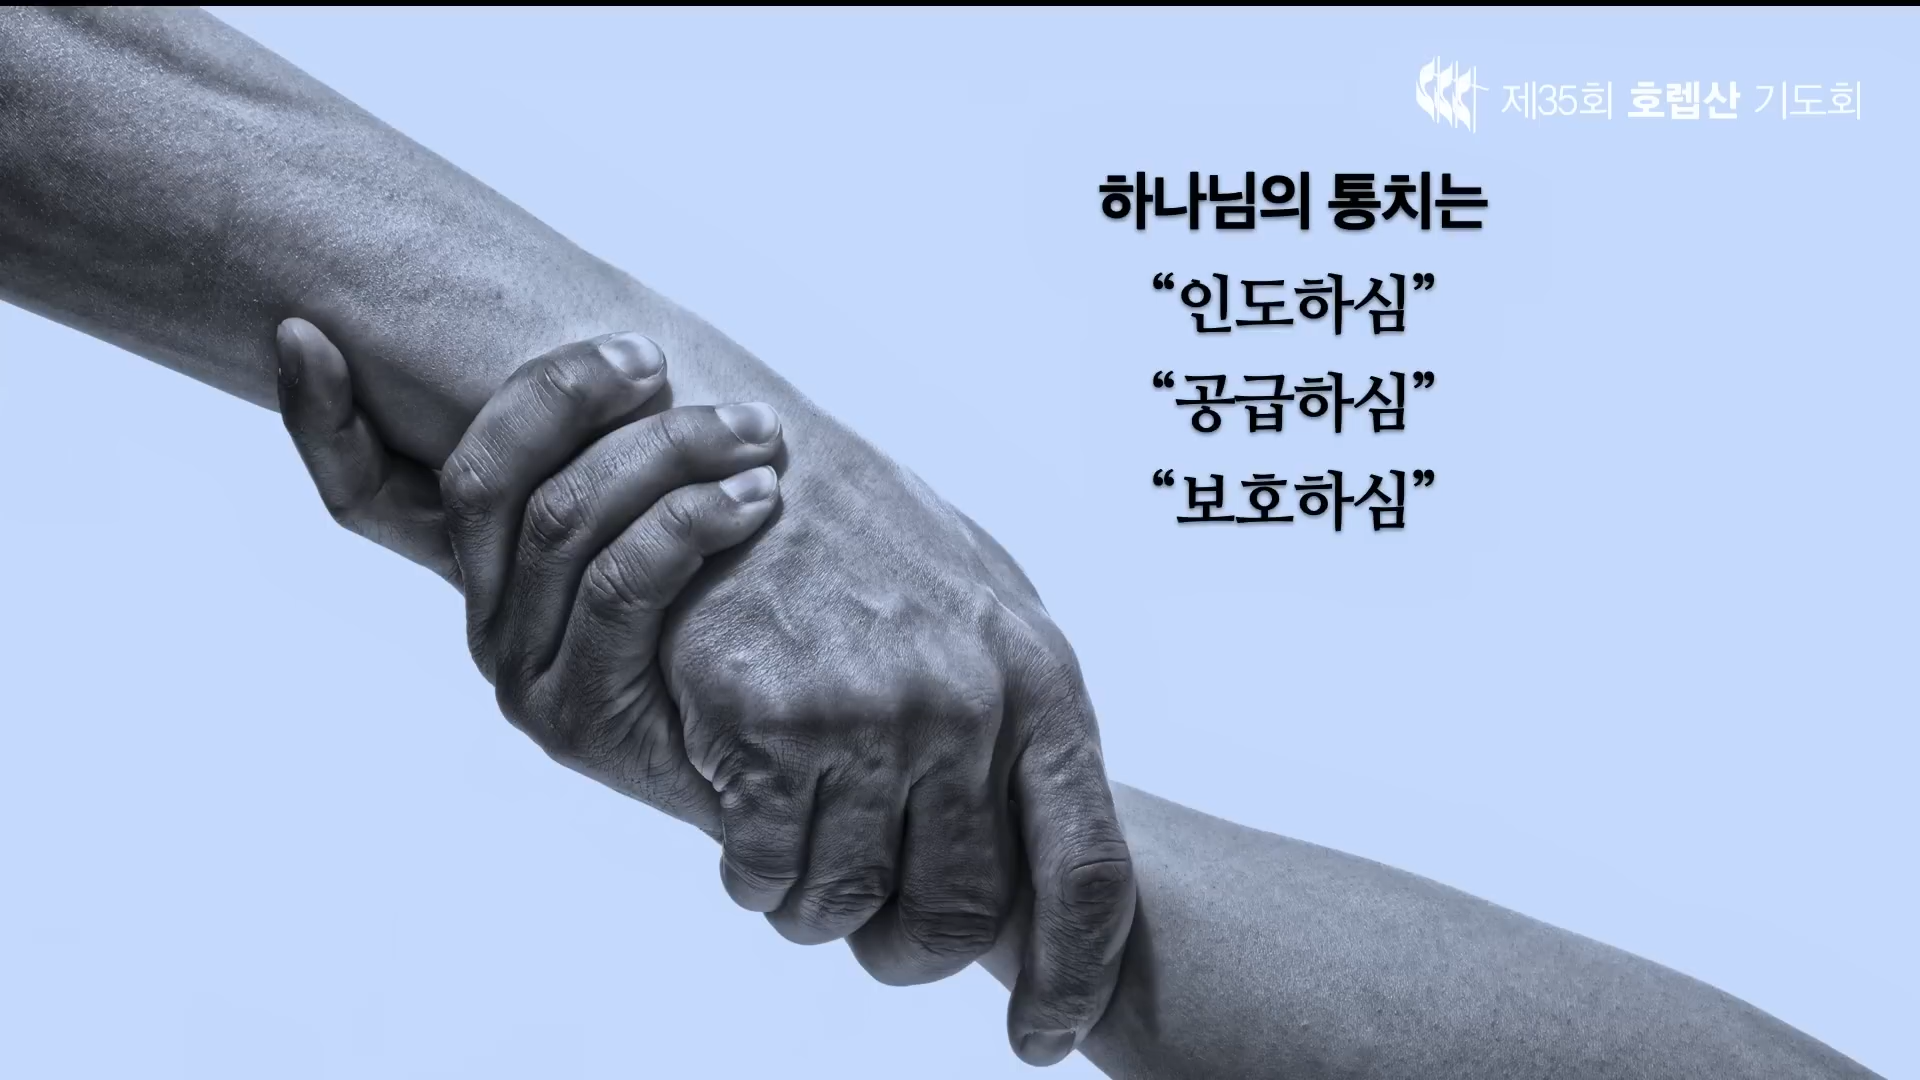 제35회 호렙산 기도회
하나님의 통치는
“인도하심”
“공급하심”
“보호하심”